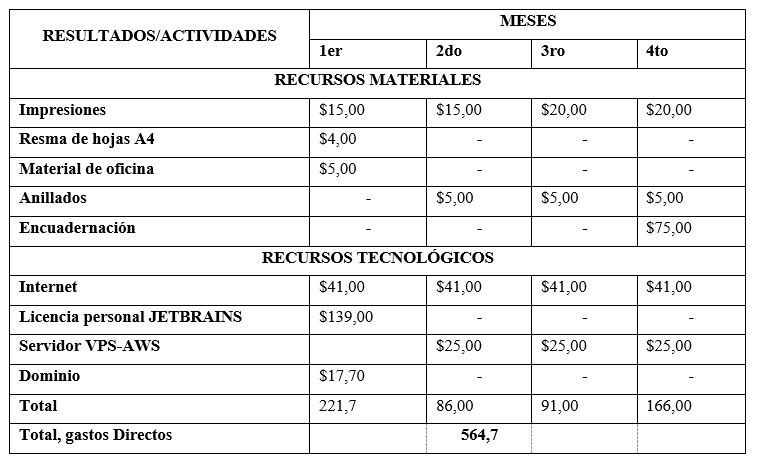 RESULTADOS/ACTIVIDADES MESES
1er 2do 3ro 4to
RECURSOS MATERIALES
Impresiones $15,00 $15,00 $20,00 $20,00
Resma de hojas A4 $4,00 - - -
Material de oficina $5,00 - - -
Anillados - $5,00 $5,00 $5,00
Encuadernación - - - $75,00
RECURSOS TECNOLÓGICOS
Internet $41,00 $41,00 $41,00 $41,00
Licencia personal JETBRAINS $139,00 - - -
Servidor VPS-AWS $25,00 $25,00 $25,00
Dominio $17,70 - - -
Total 221,7 86,00 91,00 166,00
Total, gastos Directos 564,7